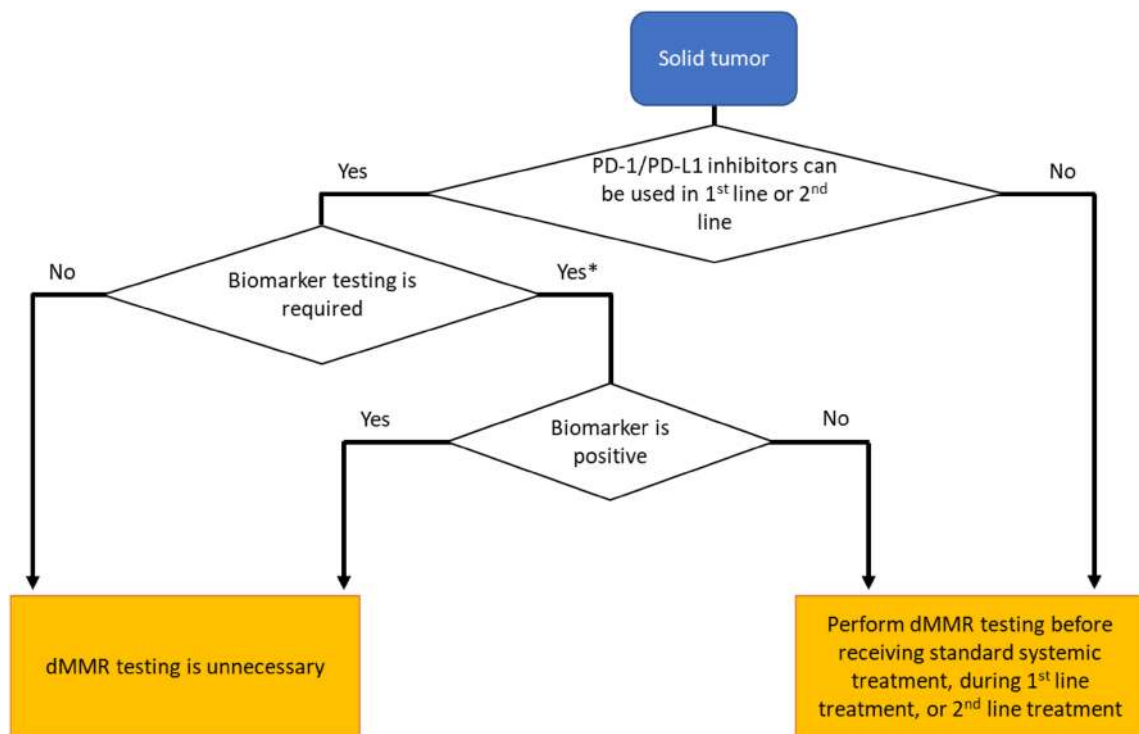 Solid tumor
PD-1/PD-L1 inhibitors can
be used in 1st line or 2nd
line
Yes
No
Biomarker testing is
required
No
Yes*
Biomarker is
positive
Yes
No
dMMR testing is unnecessary
Perform dMMR testing before
receiving standard systemic
treatment, during 1st line
treatment, or 2nd line treatment